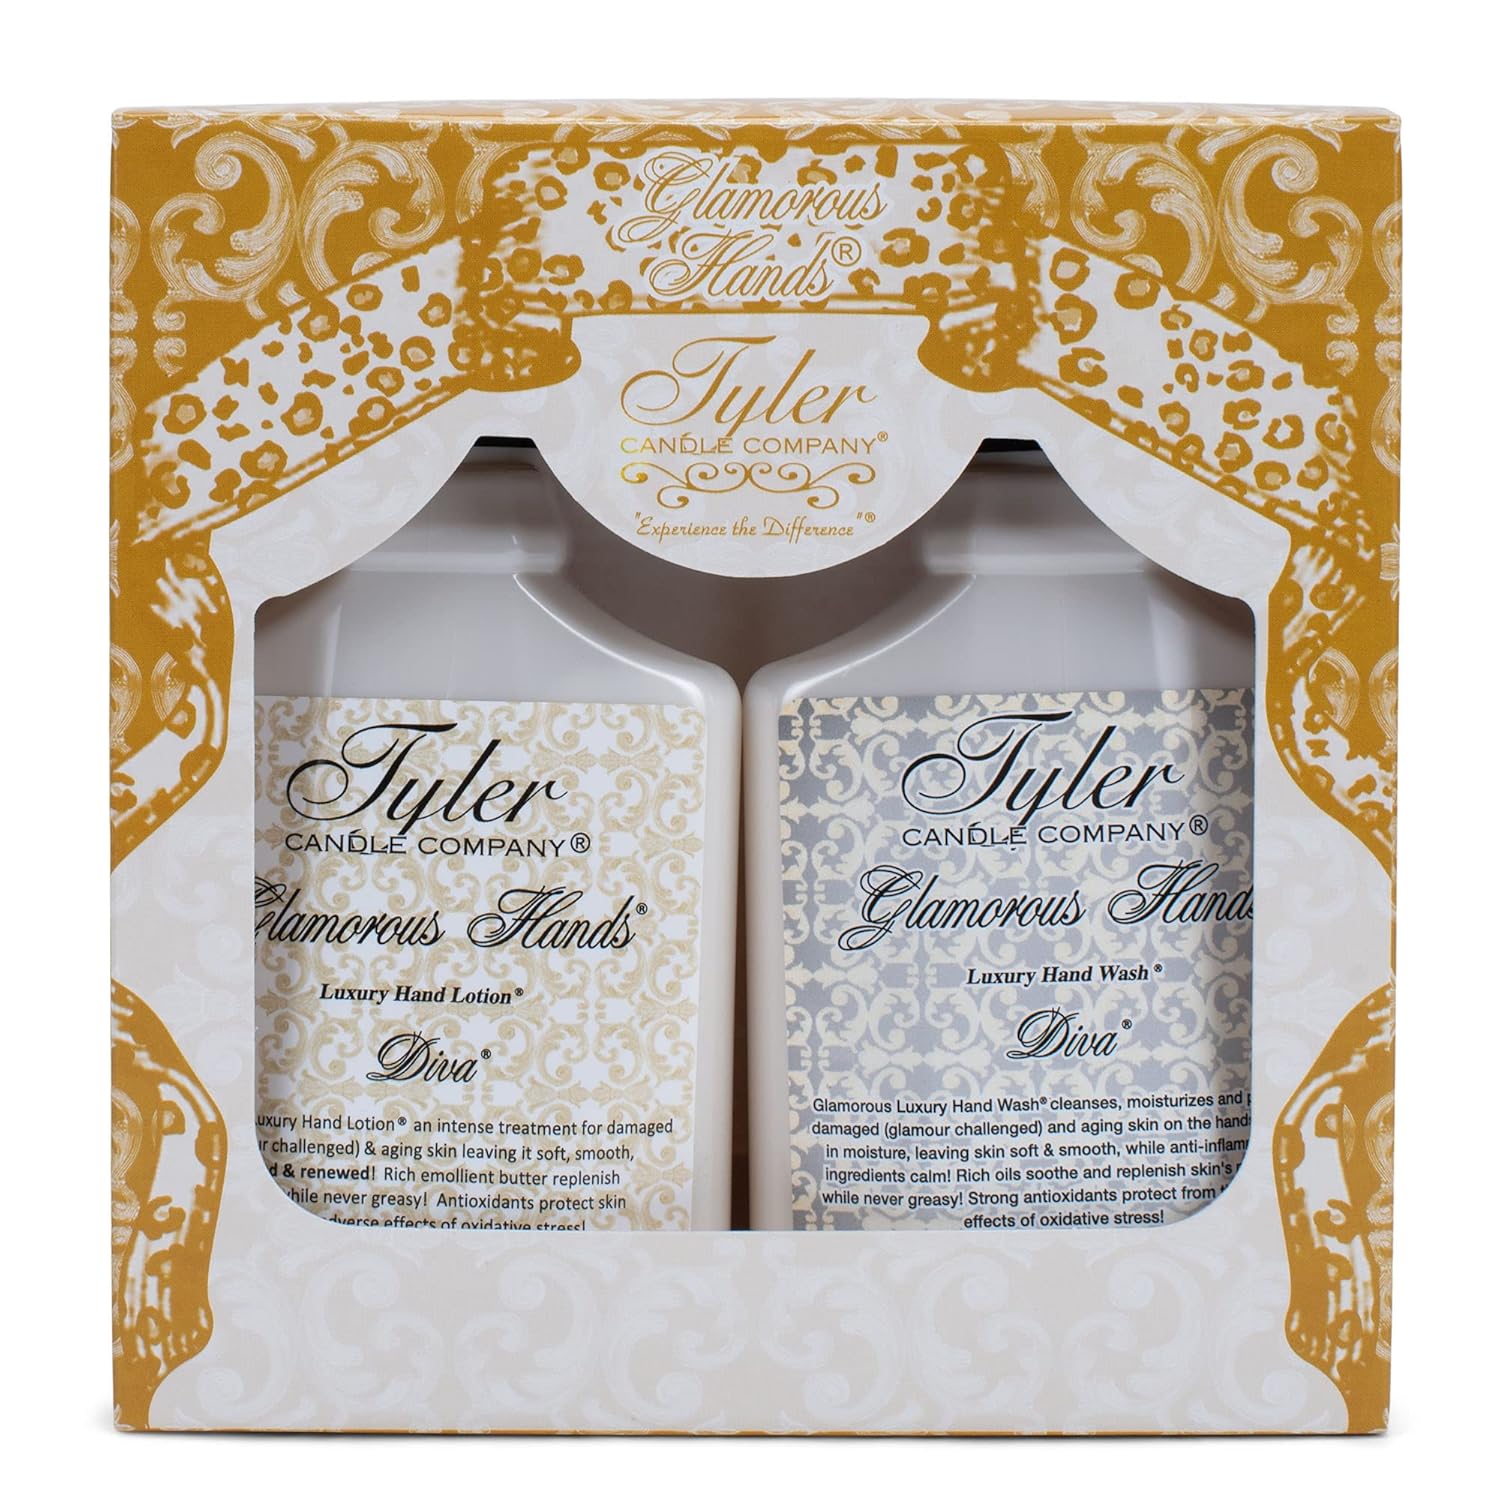 Glamorous
Hands®
Tyler
CANDLE COMPANY®
"Experience the Difference"®
Tyler
CANDLE COMPANY®
Glamorous Hands®
Luxury Hand Lotion®
Diva®
Luxury Hand Lotion® an intense treatment for damaged
challenged) & aging skin leaving it soft, smooth,
& renewed! Rich emollient butter replenish
while never greasy! Antioxidants protect skin
adverse effects of oxidative stress!
Tyler
CANDLE COMPANY®
Glamorous Hands
Luxury Hand Wash®
Diva®
Glamorous Luxury Hand Wash® cleanses, moisturizes and
damaged (glamour challenged) and aging skin on the hands
in moisture, leaving skin soft & smooth, while
ingredients calm! Rich oils soothe and replenish skin's
while never greasy! Strong antioxidants protect from
effects of oxidative stress!